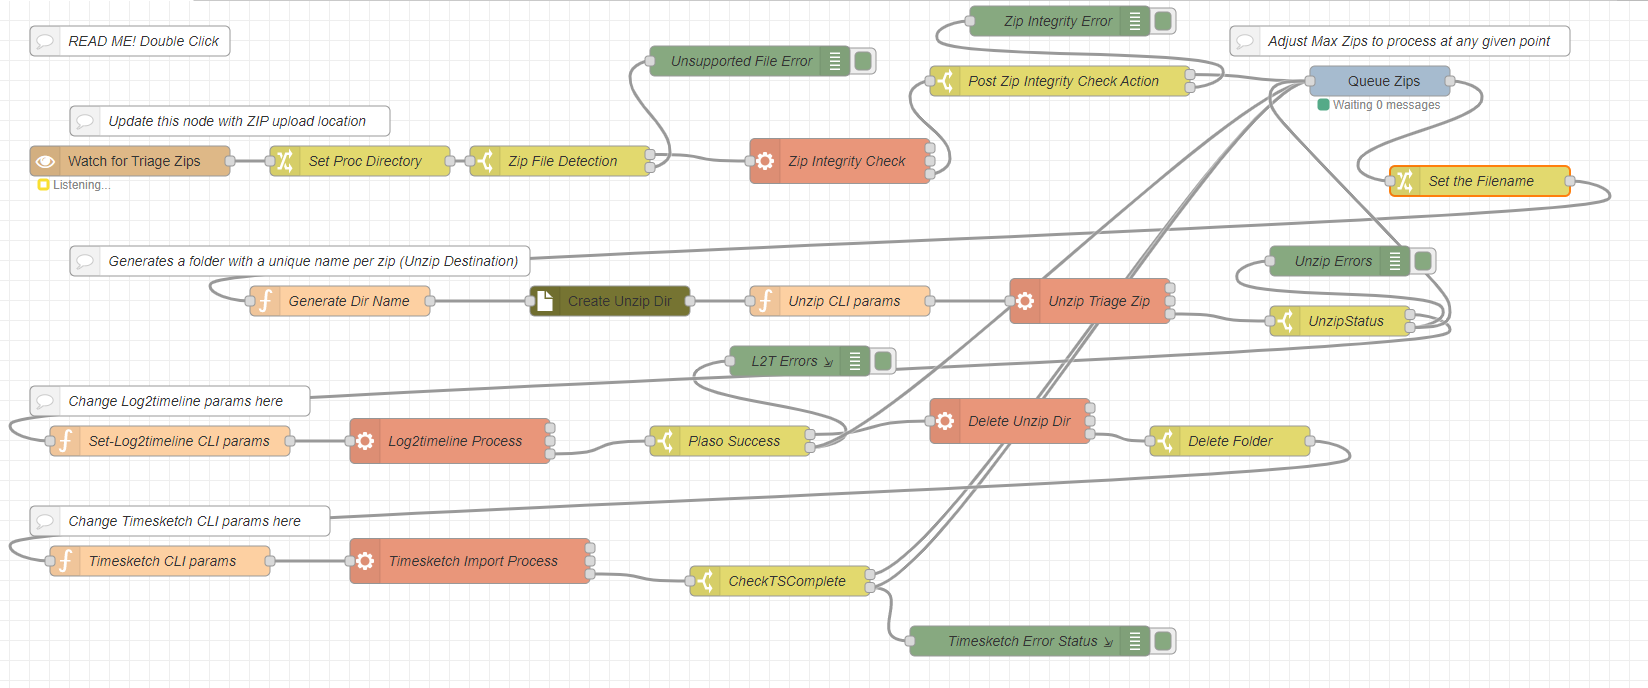 Zip Integrity Error
READ ME! Double Click
Adjust Max Zips to process at any given point
Unsupported File Error
Post Zip Integrity Check Action
Queue Zips
Waiting 0 messages
Update this node with ZIP upload location
Watch for Triage Zips
Listening...
Set Proc Directory
Zip File Detection
Zip Integrity Check
Set the Filename
Generates a folder with a unique name per zip (Unzip Destination)
Unzip Errors
Generate Dir Name
Create Unzip Dir
Unzip CLI params
Unzip Triage Zip
UnzipStatus
L2T Errors
Change Log2timeline params here
Set-Log2timeline CLI params
Log2timeline Process
Plaso Success
Delete Unzip Dir
Delete Folder
Change Timesketch CLI params here
Timesketch CLI params
Timesketch Import Process
CheckTSComplete
Timesketch Error Status